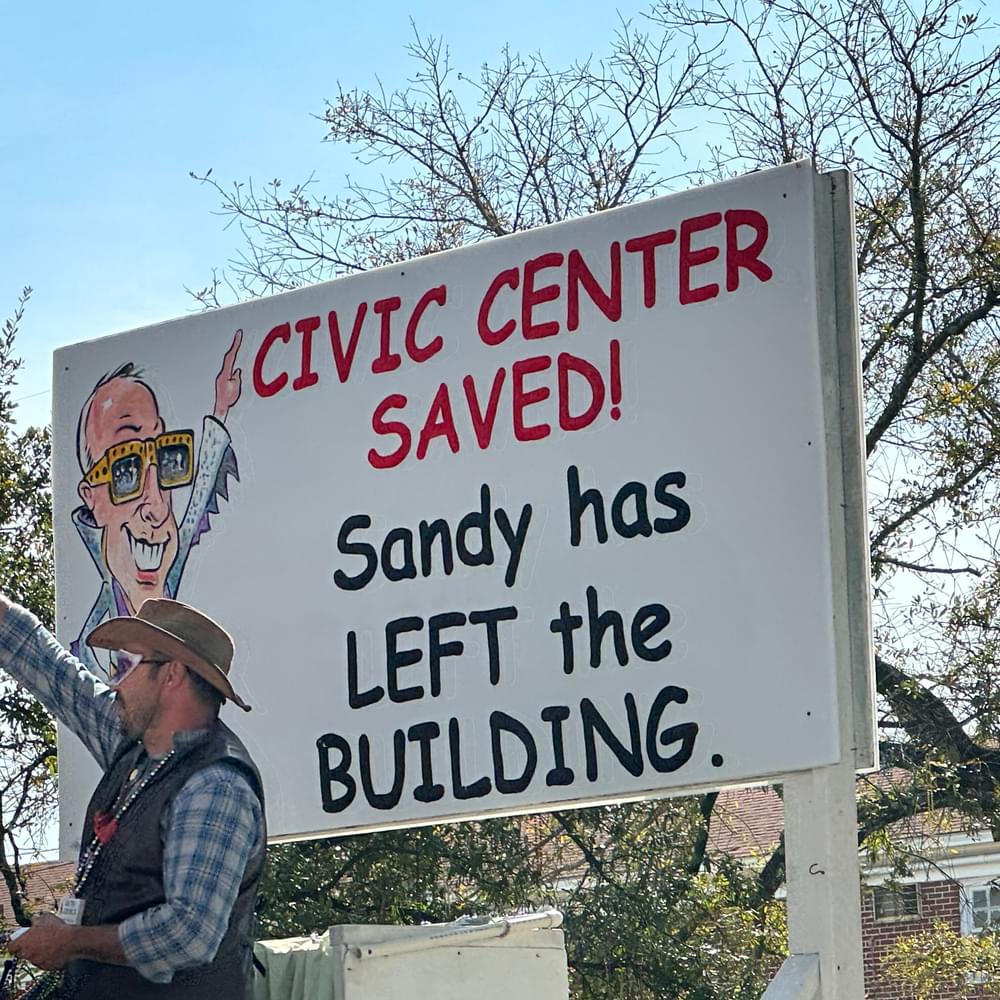 CIVIC CENTER
SAVED!
Sandy has
LEFT the
BUILDING.